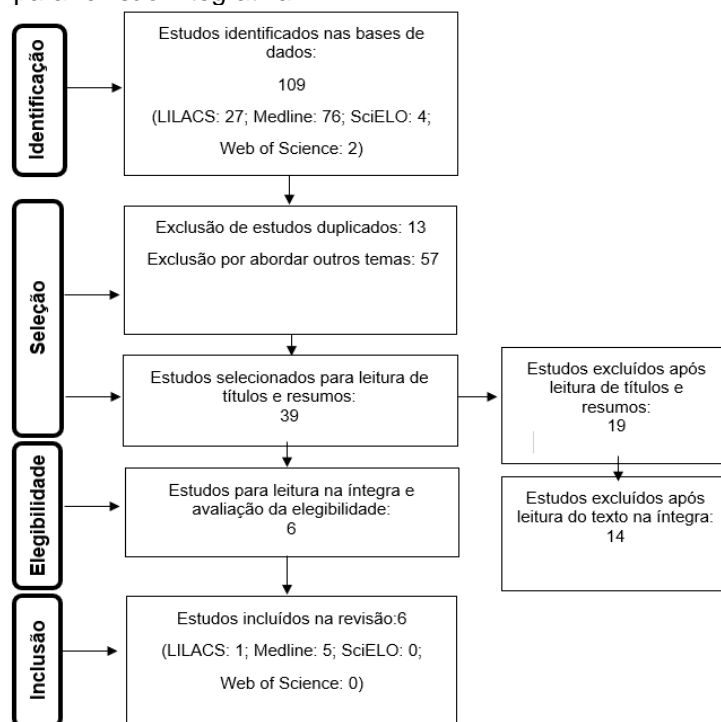 Identificação
Estudos identificados nas bases de
dados:
109
(LILACS: 27; Medline: 76; SciELO: 4;
Web of Science: 2)
Seleção
Exclusão de estudos duplicados: 13
Exclusão por abordar outros temas: 57
Estudos selecionados para leitura de
títulos e resumos:
39
Estudos excluídos após
leitura de títulos e
resumos:
19
Elegibilidade
Estudos para leitura na íntegra e
avaliação da elegibilidade:
6
Estudos excluídos após
leitura do texto na íntegra:
14
Inclusão
Estudos incluídos na revisão:6
(LILACS: 1; Medline: 5; SciELO: 0;
Web of Science: 0)